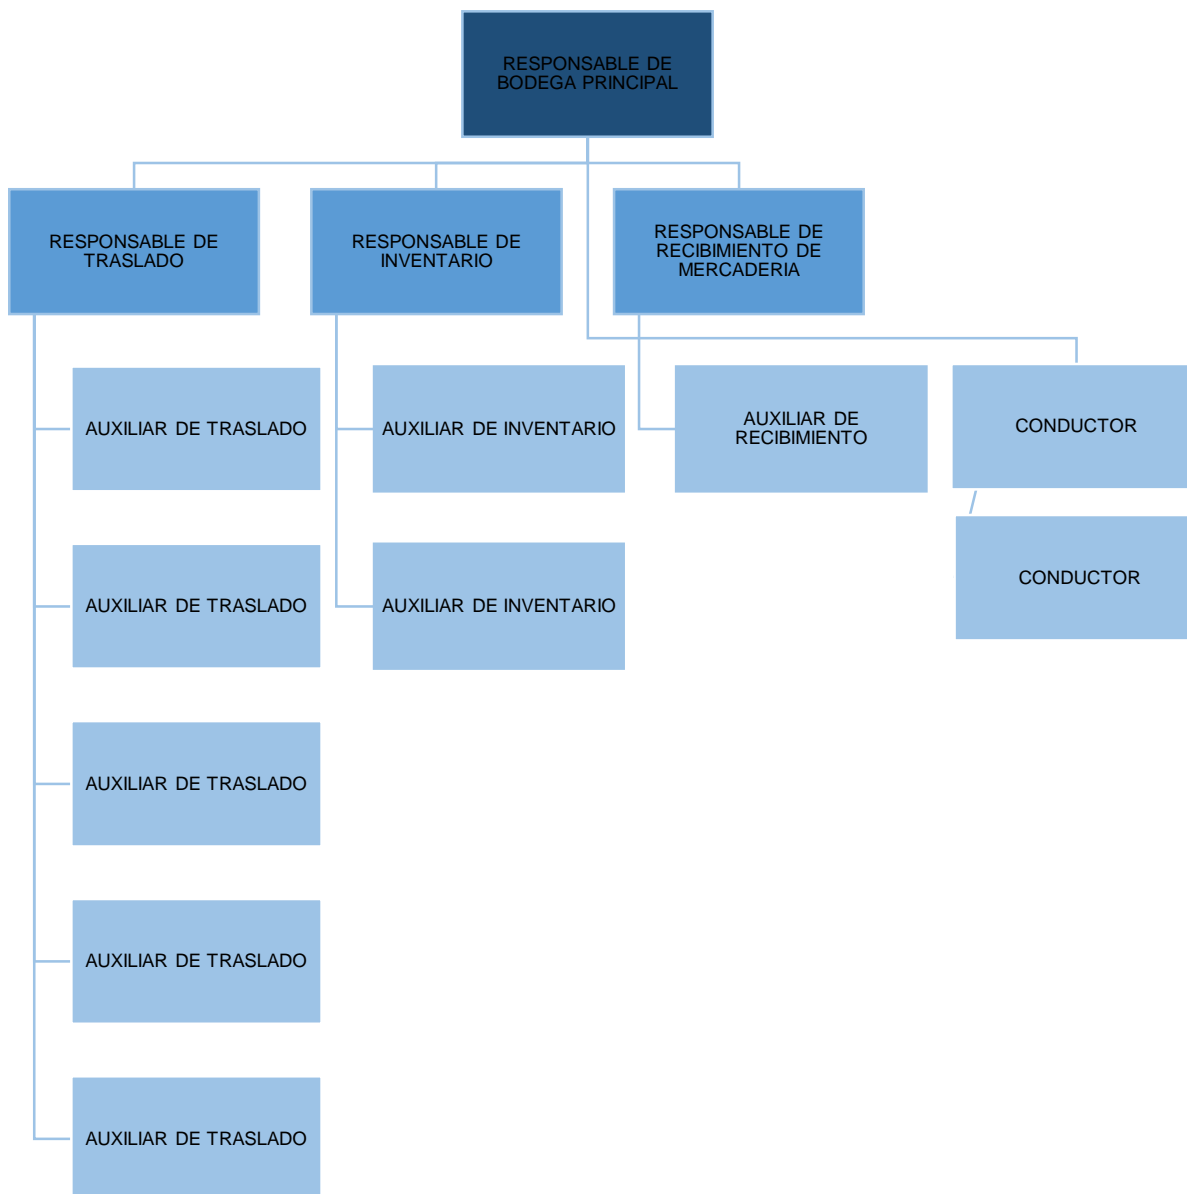 RESPONSABLE DE
BODEGA PRINCIPAL
RESPONSABLE DE
TRASLADO
RESPONSABLE DE
INVENTARIO
RESPONSABLE DE
RECIBIMIENTO DE
MERCADERIA
AUXILIAR DE TRASLADO
AUXILIAR DE INVENTARIO
AUXILIAR DE
RECIBIMIENTO
CONDUCTOR
AUXILIAR DE TRASLADO
AUXILIAR DE INVENTARIO
CONDUCTOR
AUXILIAR DE TRASLADO
AUXILIAR DE TRASLADO
AUXILIAR DE TRASLADO